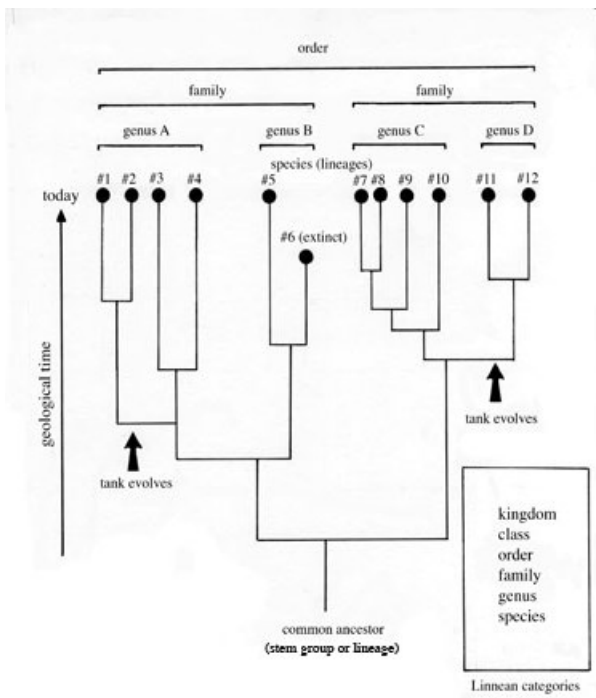 order
family
family
genus A
genus B
genus C
genus D
species (lineages)
#1
#2
#3
#4
#5
#7
#8
#9
#10
#11
#12
today
#6 (extinct)
geological time
tank evolves
tank evolves
kingdom
class
order
family
genus
species
common ancestor
(stem group or lineage)
Linnean categories